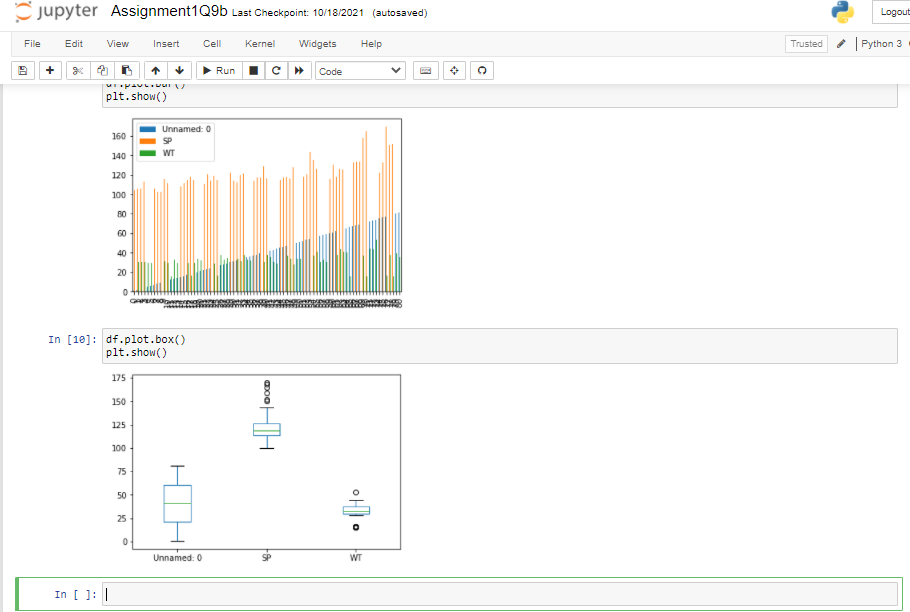 jupyter Assignment1Q9b Last Checkpoint: 10/18/2021 (autosaved)
Logout
File Edit View Insert Cell Kernel Widgets Help
Trusted Python 3
Run Code
df.plot.bar()
plt.show()
Unnamed: 0
SP
WT
160
140
120
100
80
60
40
20
0
In [10]: df.plot.box()
plt.show()
175
150
125
100
75
50
25
0
Unnamed: 0 SP WT
In [ ]: